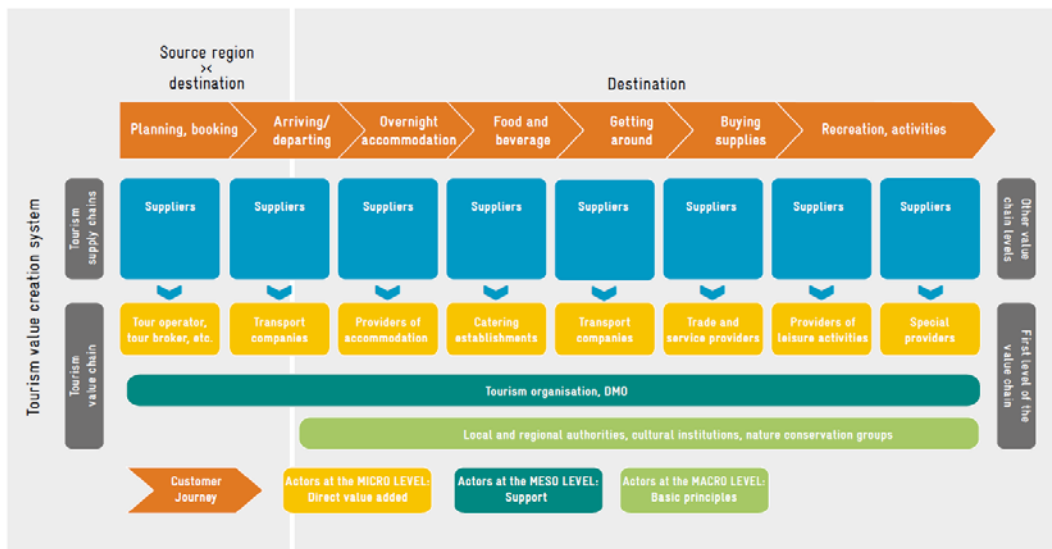 Source region
><
destination
Destination
Planning, booking
Arriving/
departing
Overnight
accommodation
Food and
beverage
Getting
around
Buying
supplies
Recreation, activities
Tourism value creation system
Tourism
supply chains
Suppliers
Suppliers
Suppliers
Suppliers
Suppliers
Suppliers
Suppliers
Suppliers
Other value
chain levels
Tourism
value chain
Tour operator,
tour broker, etc.
Transport
companies
Providers of
accommodation
Catering
establishments
Transport
companies
Trade and
service providers
Providers of
leisure activities
Special
providers
First level of the
value chain
Tourism organisation, DMO
Local and regional authorities, cultural institutions, nature conservation groups
Customer
Journey
Actors at the MICRO LEVEL:
Direct value added
Actors at the MESO LEVEL:
Support
Actors at the MACRO LEVEL:
Basic principles